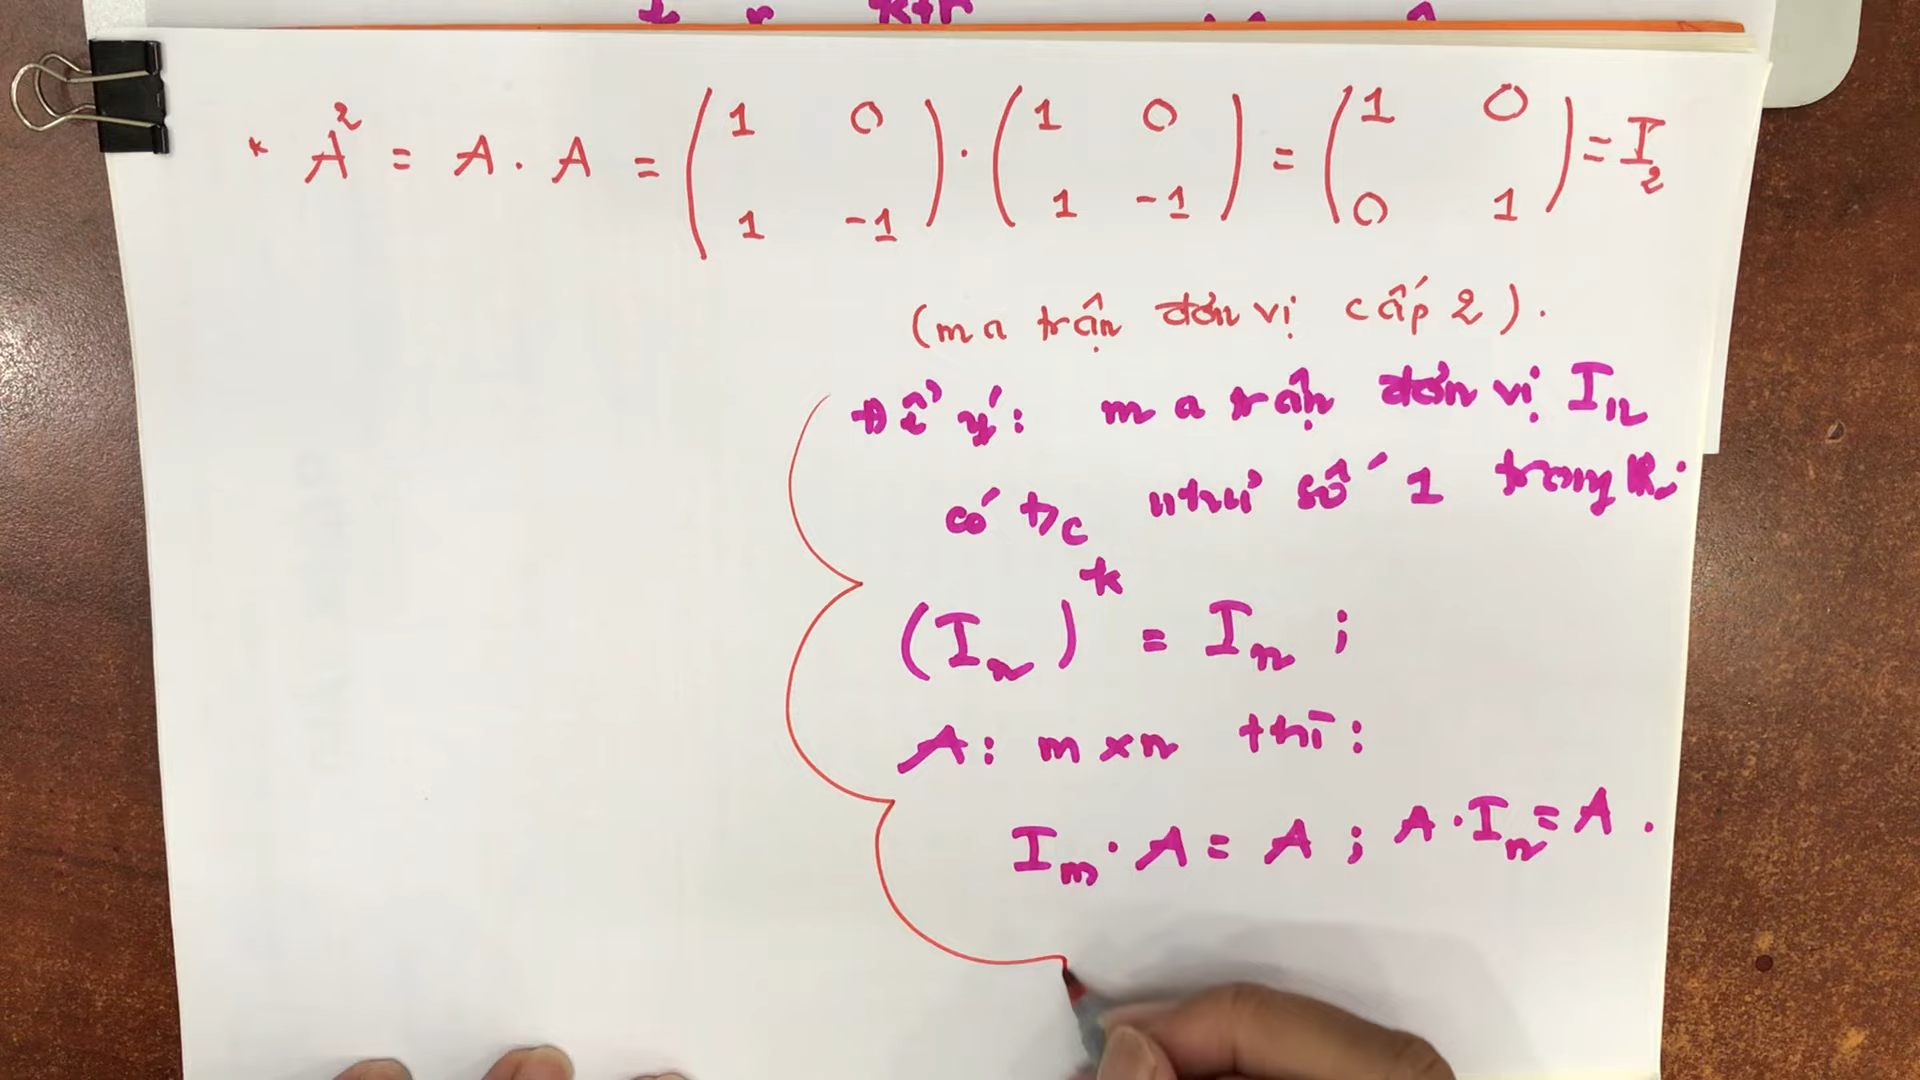 * A² = A . A = (1 0 1 -1) . (1 0 1 -1) = (1 0 0 1) = I₂
(ma trận đơn vị cấp 2).
Để ý: ma trận đơn vị Iₙ
có t/c như số 1 trong R;
(Iₙ)ᵏ = Iₙ ;
A: m×n thì:
Iₘ . A = A ; A . Iₙ = A .